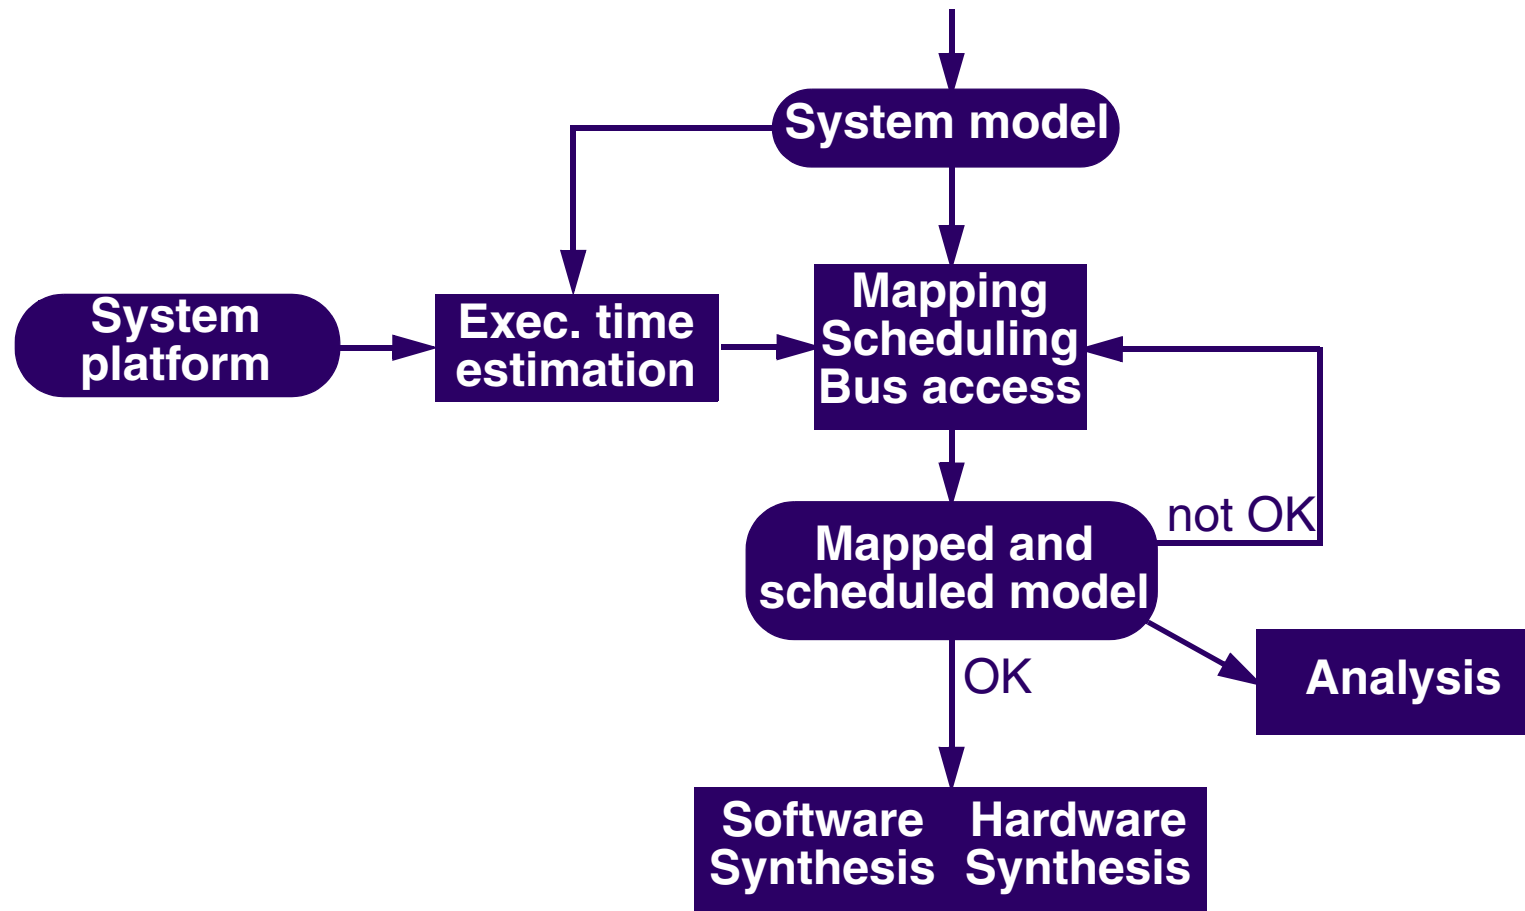 System model
System
platform
Exec. time
estimation
Mapping
Scheduling
Bus access
not OK
Mapped and
scheduled model
OK
Analysis
Software
Synthesis
Hardware
Synthesis